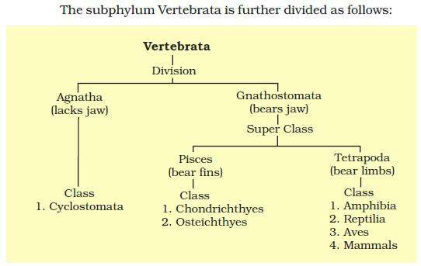 The subphylum Vertebrata is further divided as follows:
Vertebrata
Division
Agnatha
(lacks jaw)
Gnathostomata
(bears jaw)
Super Class
Pisces
(bear fins)
Tetrapoda
(bear limbs)
Class
1. Cyclostomata
Class
1. Chondrichthyes
2. Osteichthyes
Class
1. Amphibia
2. Reptilia
3. Aves
4. Mammals